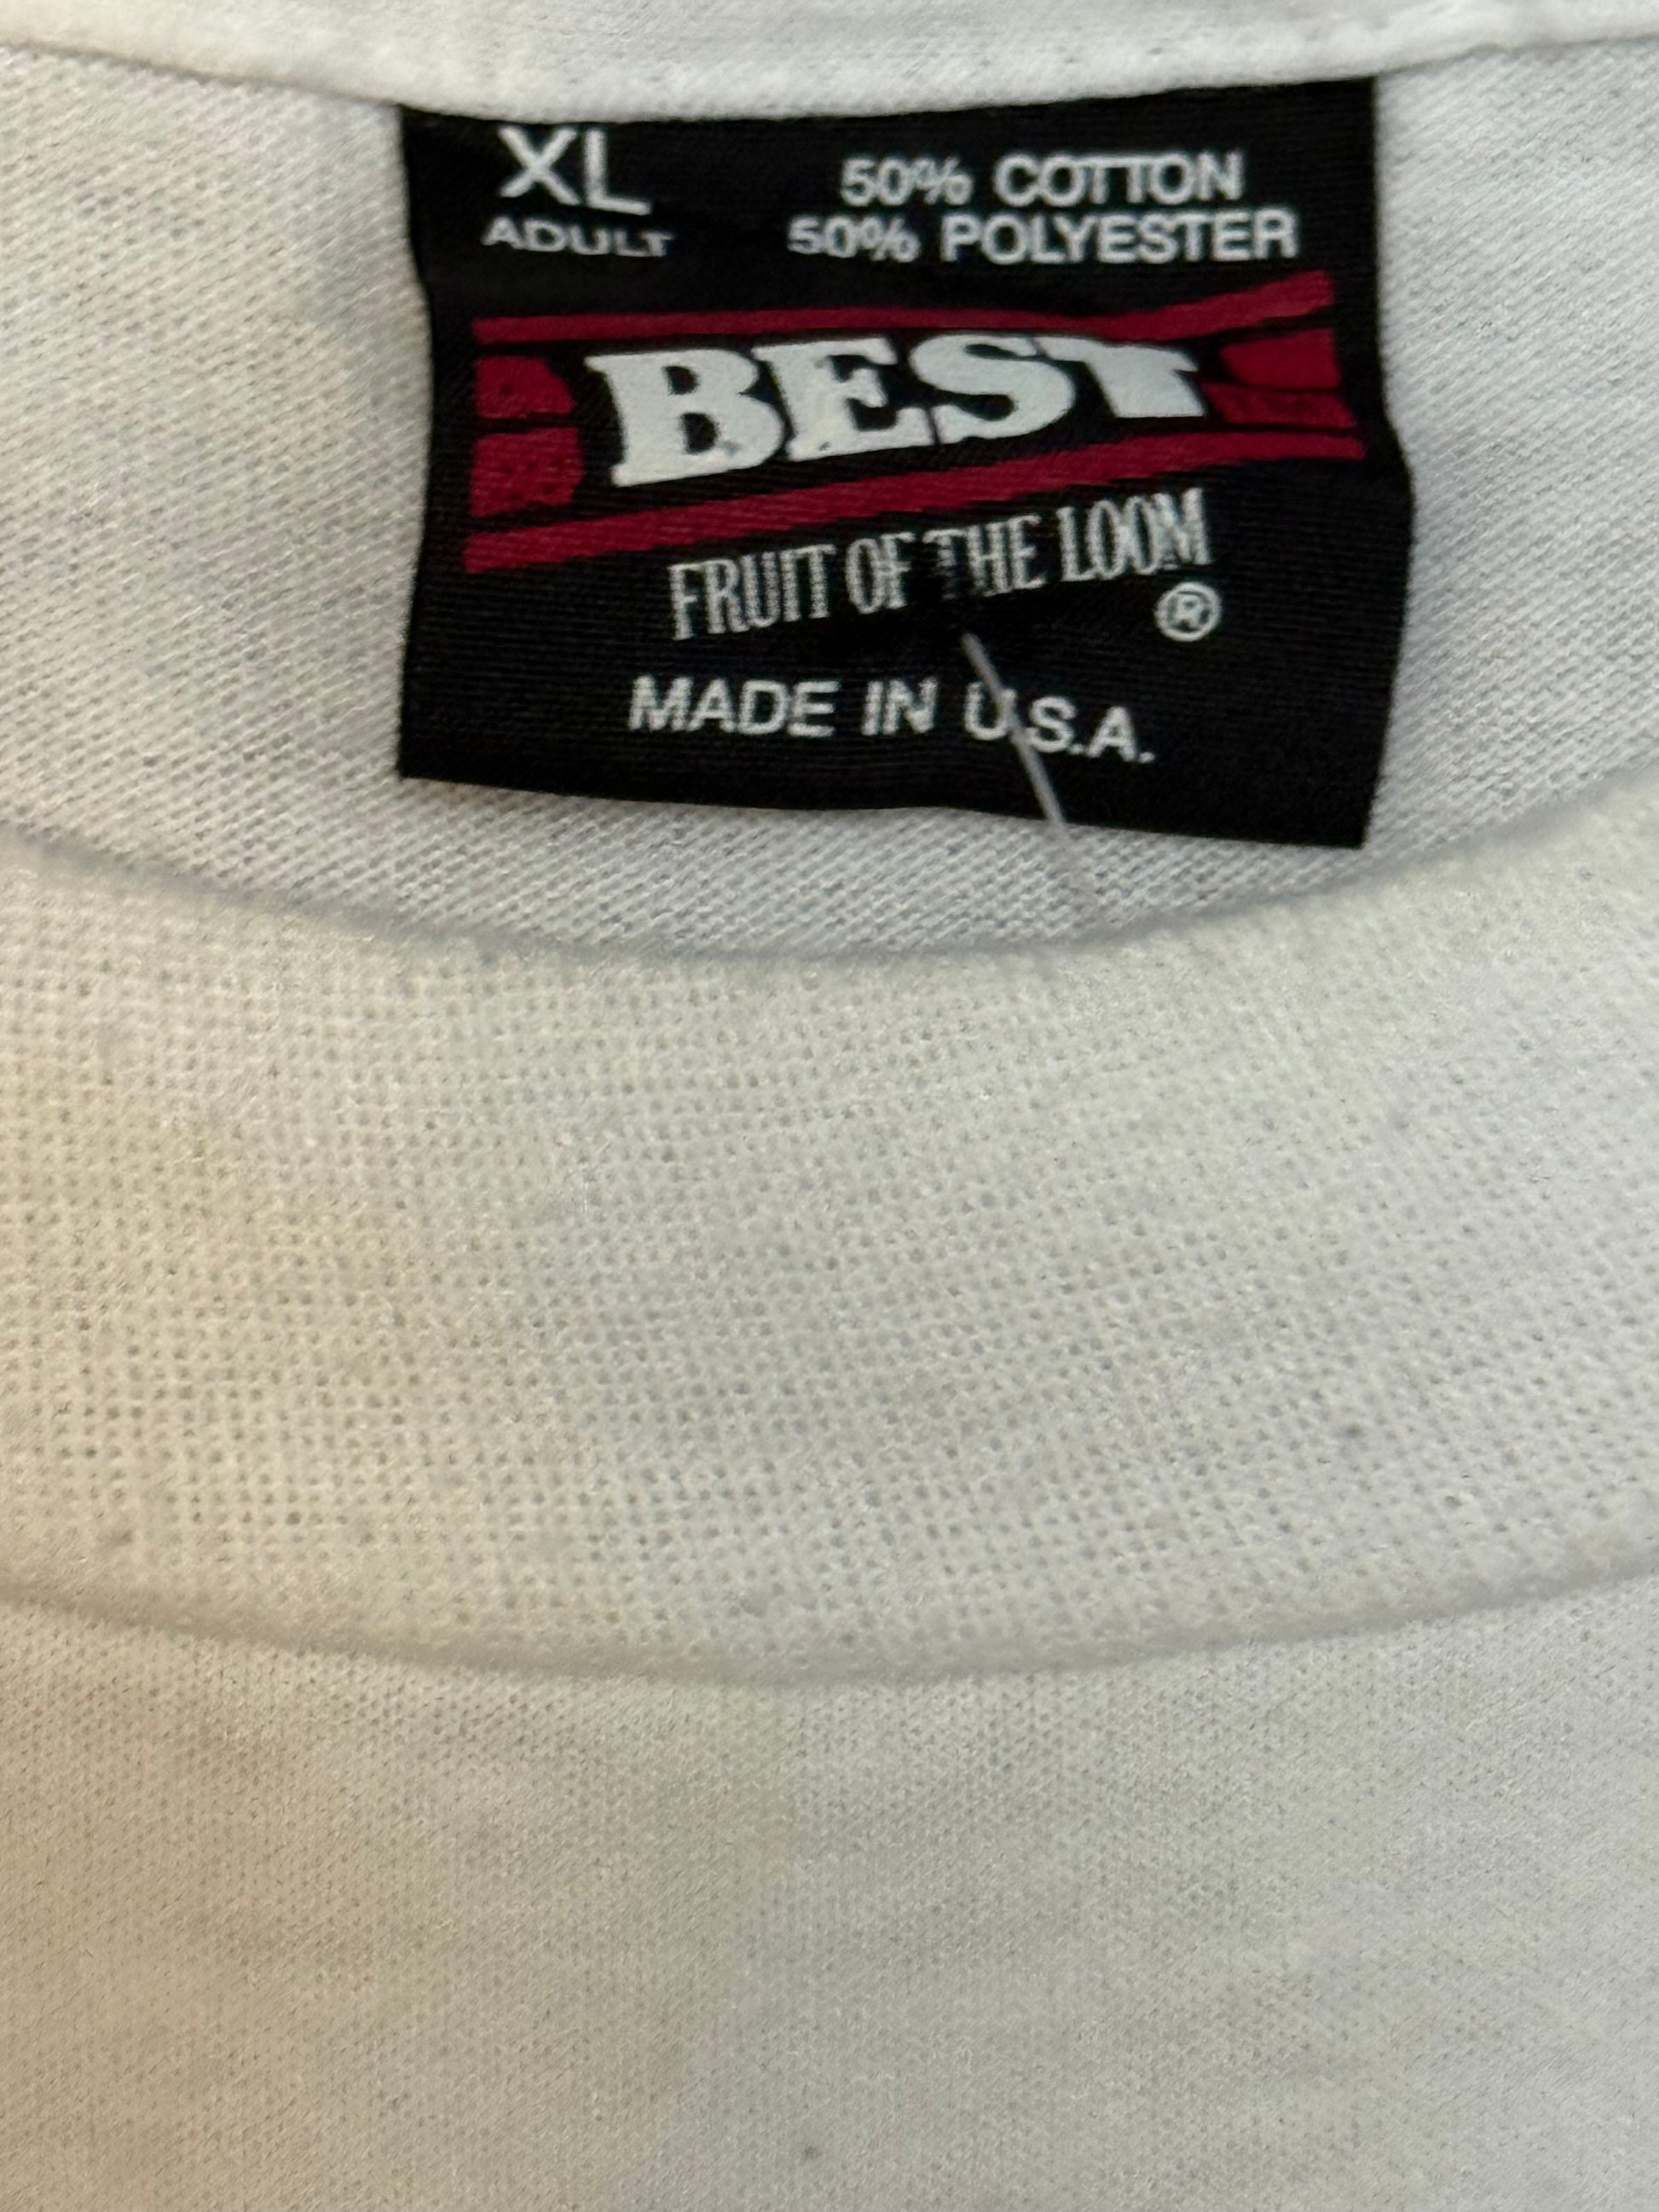 XL
ADULT
50% COTTON
50% POLYESTER
BEST
FRUIT OF THE LOOM
®
MADE IN U.S.A.